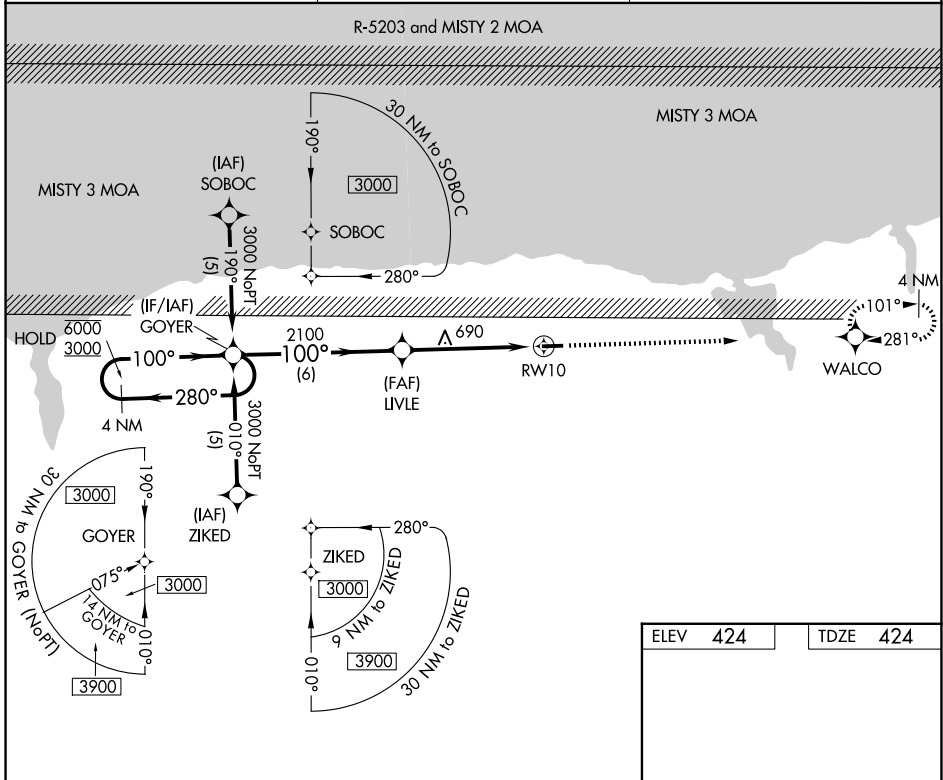 R-5203 and MISTY 2 MOA
MISTY 3 MOA
MISTY 3 MOA
30 NM to SOBOC
190°
3000
SOBOC
280°
(IAF)
SOBOC
3000 NoPT
190°
(5)
(IF/IAF)
GOYER
HOLD
6000
3000
100°
280°
4 NM
2100
100°
(6)
(FAF)
LIVLE
690
RW10
4 NM
101°
281°
WALCO
3000 NoPT
010°
(5)
(IAF)
ZIKED
30 NM to GOYER (NoPT)
190°
3000
GOYER
075°
3000
14 NM to
GOYER
010°
3900
280°
ZIKED
3000
9 NM to ZIKED
010°
3900
30 NM to ZIKED
ELEV 424
TDZE 424